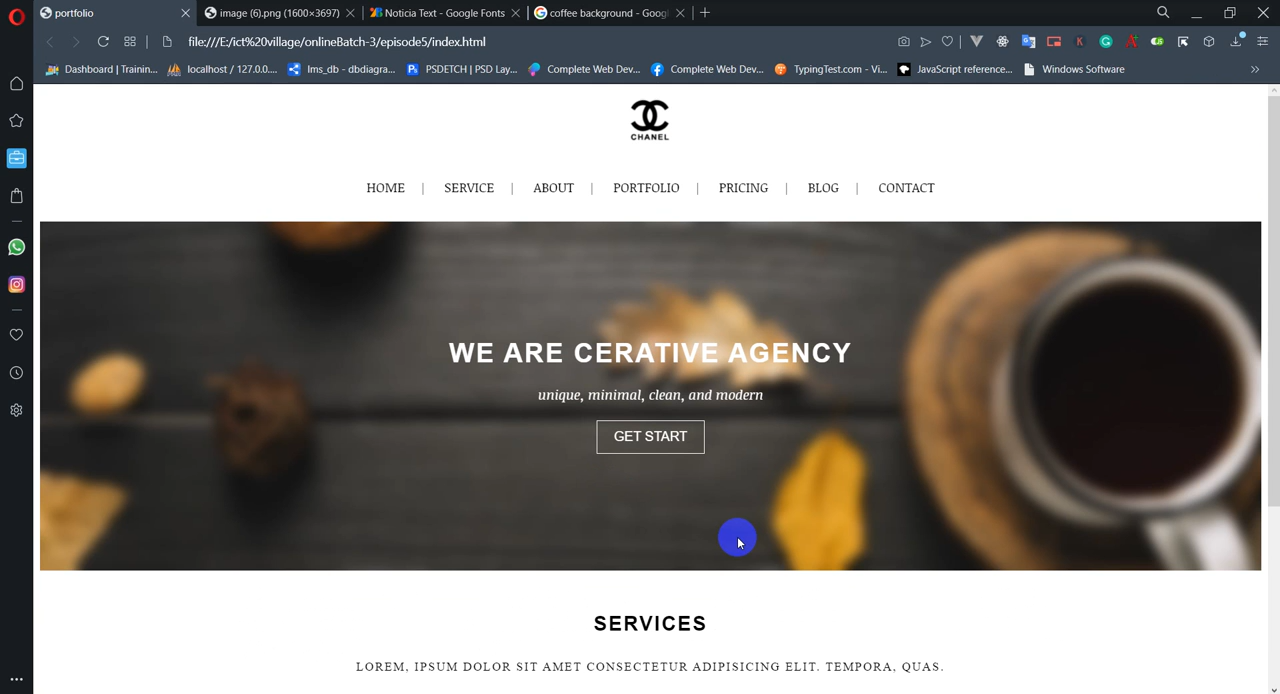 portfolio
image (6).png (1600×3697)
Noticia Text - Google Fonts
coffee background - Goog
file:///E:/ict%20village/onlineBatch-3/episode5/index.html
Dashboard | Trainin...
localhost / 127.0.0....
lms_db - dbdiagra...
PSDETCH | PSD Lay...
Complete Web Dev...
Complete Web Dev...
TypingTest.com - Vi...
JavaScript reference...
Windows Software
CHANEL
HOME | SERVICE | ABOUT | PORTFOLIO | PRICING | BLOG | CONTACT
WE ARE CERATIVE AGENCY
unique, minimal, clean, and modern
GET START
SERVICES
LOREM, IPSUM DOLOR SIT AMET CONSECTETUR ADIPISICING ELIT. TEMPORA, QUAS.